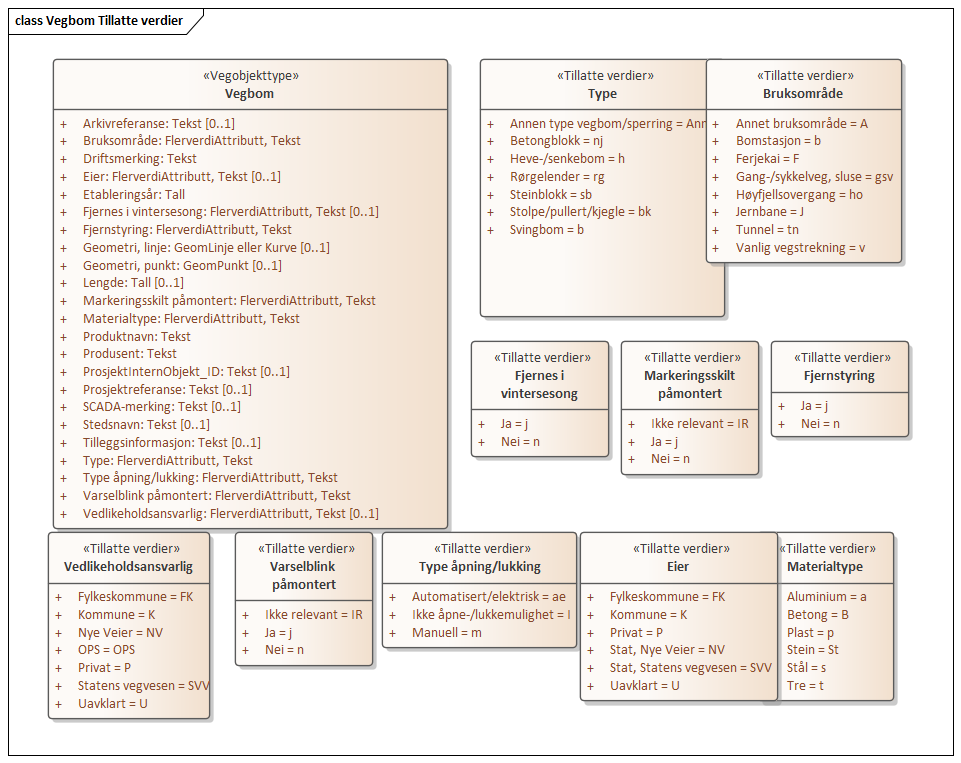 class Vegbom Tillatte verdier
«Vegobjekttype»
Vegbom
+ Arkivreferanse: Tekst [0..1]
+ Bruksområde: FlerverdiAttributt, Tekst
+ Driftsmerking: Tekst
+ Eier: FlerverdiAttributt, Tekst [0..1]
+ Etableringsår: Tall
+ Fjernes i vintersesong: FlerverdiAttributt, Tekst [0..1]
+ Fjernstyring: FlerverdiAttributt, Tekst
+ Geometri, linje: GeomLinje eller Kurve [0..1]
+ Geometri, punkt: GeomPunkt [0..1]
+ Lengde: Tall [0..1]
+ Markeringsskilt påmontert: FlerverdiAttributt, Tekst
+ Materialtype: FlerverdiAttributt, Tekst
+ Produktnavn: Tekst
+ Produsent: Tekst
+ ProsjektInternObjekt_ID: Tekst [0..1]
+ Prosjektreferanse: Tekst [0..1]
+ SCADA-merking: Tekst [0..1]
+ Stedsnavn: Tekst [0..1]
+ Tilleggsinformasjon: Tekst [0..1]
+ Type: FlerverdiAttributt, Tekst
+ Type åpning/lukking: FlerverdiAttributt, Tekst
+ Varselblink påmontert: FlerverdiAttributt, Tekst
+ Vedlikeholdsansvarlig: FlerverdiAttributt, Tekst [0..1]
«Tillatte verdier»
Type
+ Annen type vegbom/sperring = Ann
+ Betongblokk = nj
+ Heve-/senkebom = h
+ Rørgelender = rg
+ Steinblokk = sb
+ Stolpe/pullert/kjegle = bk
+ Svingbom = b
«Tillatte verdier»
Bruksområde
+ Annet bruksområde = A
+ Bomstasjon = b
+ Ferjekai = F
+ Gang-/sykkelveg, sluse = gsv
+ Høyfjellsovergang = ho
+ Jernbane = J
+ Tunnel = tn
+ Vanlig vegstrekning = v
«Tillatte verdier»
Fjernes i
vintersesong
+ Ja = j
+ Nei = n
«Tillatte verdier»
Markeringsskilt
påmontert
+ Ikke relevant = IR
+ Ja = j
+ Nei = n
«Tillatte verdier»
Fjernstyring
+ Ja = j
+ Nei = n
«Tillatte verdier»
Vedlikeholdsansvarlig
+ Fylkeskommune = FK
+ Kommune = K
+ Nye Veier = NV
+ OPS = OPS
+ Privat = P
+ Statens vegvesen = SVV
+ Uavklart = U
«Tillatte verdier»
Varselblink
påmontert
+ Ikke relevant = IR
+ Ja = j
+ Nei = n
«Tillatte verdier»
Type åpning/lukking
+ Automatisert/elektrisk = ae
+ Ikke åpne-/lukkemulighet = I
+ Manuell = m
«Tillatte verdier»
Eier
+ Fylkeskommune = FK
+ Kommune = K
+ Privat = P
+ Stat, Nye Veier = NV
+ Stat, Statens vegvesen = SVV
+ Uavklart = U
«Tillatte verdier»
Materialtype
Aluminium = a
Betong = B
Plast = p
Stein = St
Stål = s
Tre = t